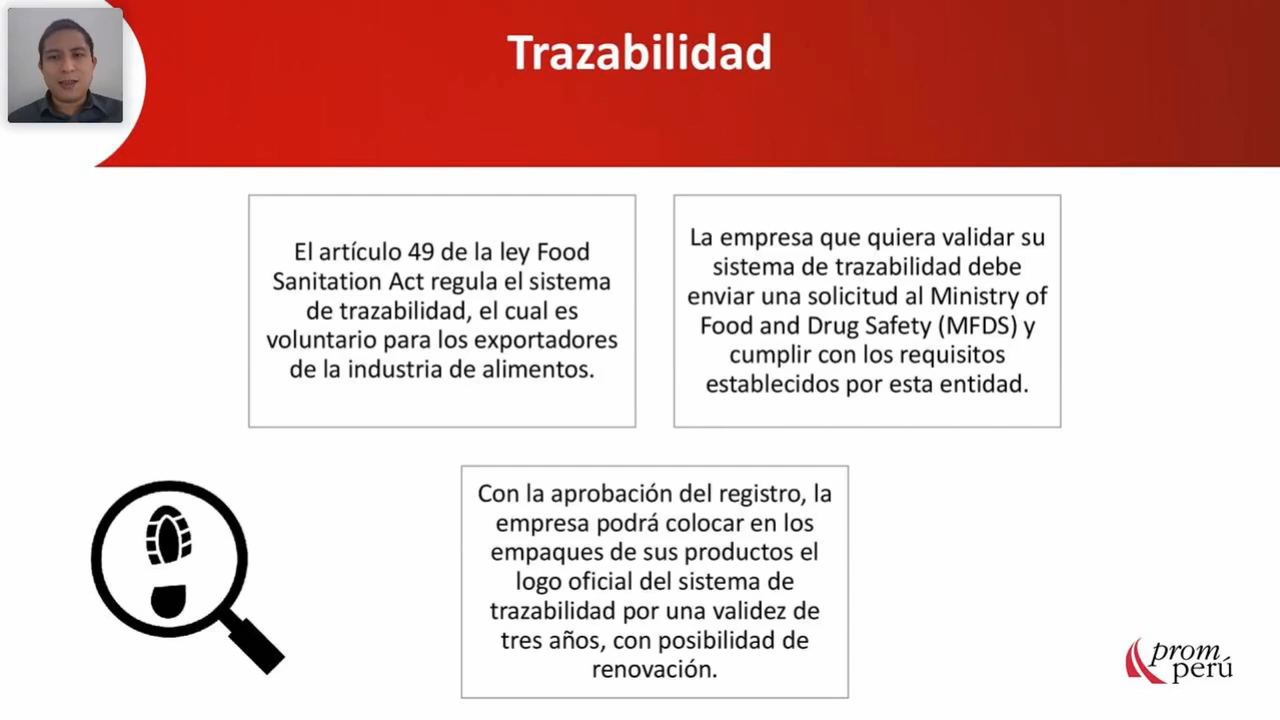 Trazabilidad
El artículo 49 de la ley Food
Sanitation Act regula el sistema
de trazabilidad, el cual es
voluntario para los exportadores
de la industria de alimentos.
La empresa que quiera validar su
sistema de trazabilidad debe
enviar una solicitud al Ministry of
Food and Drug Safety (MFDS) y
cumplir con los requisitos
establecidos por esta entidad.
Con la aprobación del registro, la
empresa podrá colocar en los
empaques de sus productos el
logo oficial del sistema de
trazabilidad por una validez de
tres años, con posibilidad de
renovación.
prom
perú